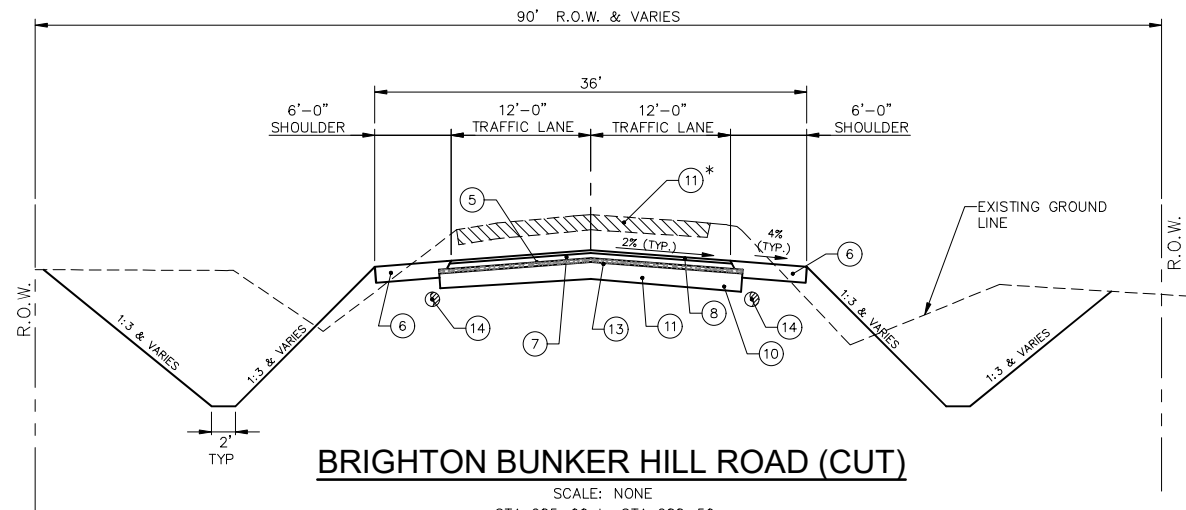 90' R.O.W. & VARIES
36'
6'-0"
SHOULDER
12'-0"
TRAFFIC LANE
12'-0"
TRAFFIC LANE
6'-0"
SHOULDER
11 *
5
EXISTING GROUND
LINE
2% (TYP.)
4%
(TYP.)
6
6
R.O.W.
R.O.W.
14
7
13
11
8
14
10
1:3 & VARIES
1:3 & VARIES
1:3 & VARIES
1:3 & VARIES
2'
TYP
BRIGHTON BUNKER HILL ROAD (CUT)
SCALE: NONE